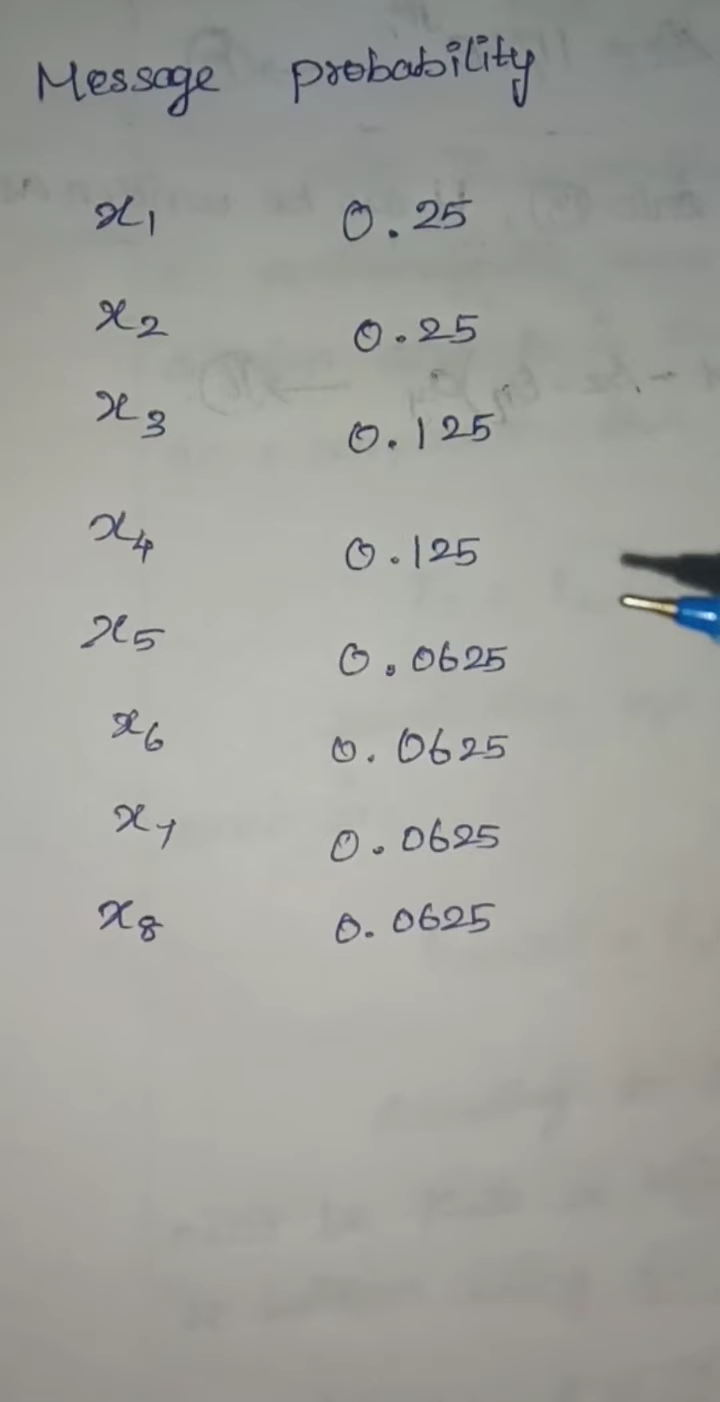 Message probability
x1 0.25
x2 0.25
x3 0.125
x4 0.125
x5 0.0625
x6 0.0625
x7 0.0625
x8 0.0625